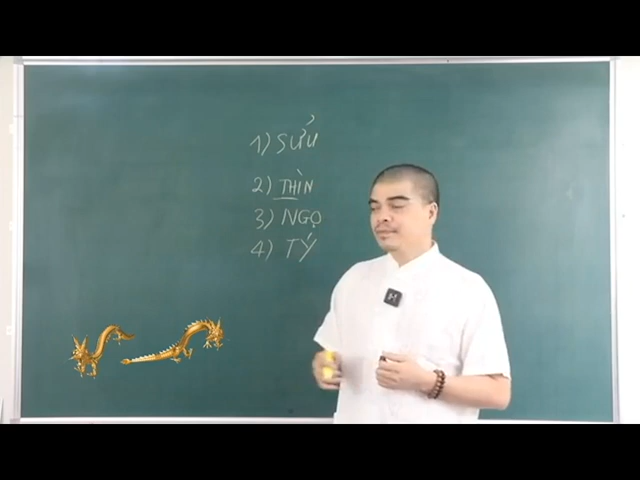 1) SỬU
2) THÌN
3) NGỌ
4) TÝ